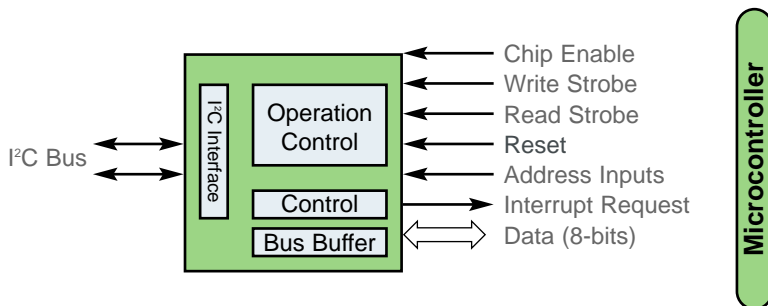 Chip Enable
Write Strobe
Read Strobe
Reset
Address Inputs
Interrupt Request
Data (8-bits)
I²C Bus
I²C Interface
Operation
Control
Control
Bus Buffer
Microcontroller